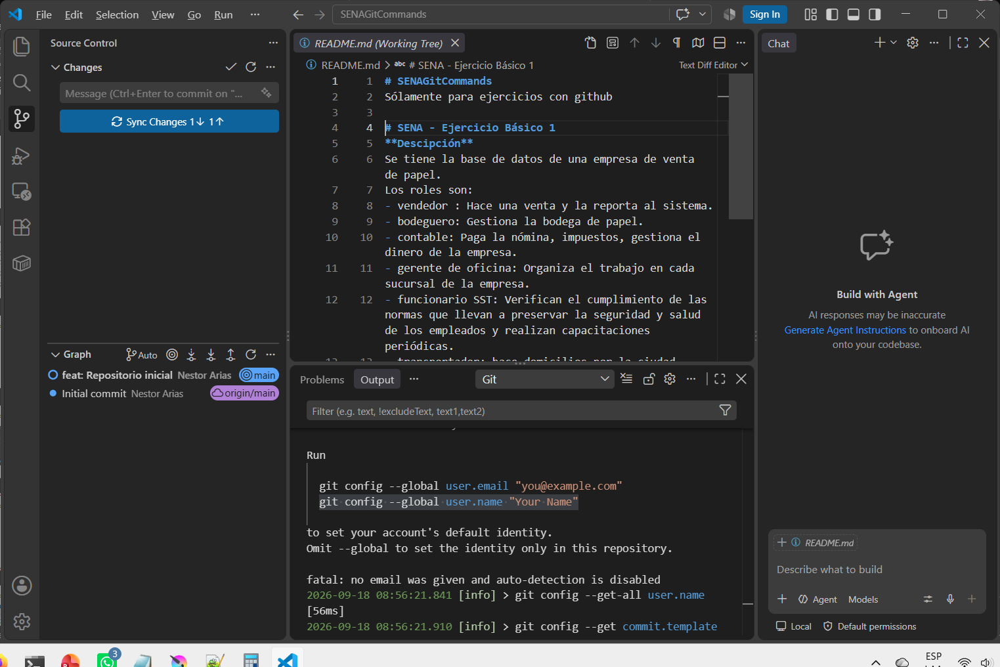 File Edit Selection View Go Run ··· SENAGitCommands Sign In
Source Control
Changes
Message (Ctrl+Enter to commit on "...
Sync Changes 1↓ 1↑
Graph Auto
feat: Repositorio inicial Nestor Arias main
Initial commit Nestor Arias origin/main
README.md (Working Tree)
README.md > abc # SENA - Ejercicio Básico 1 Text Diff Editor
1 1 # SENAGitCommands
2 2 Sólamente para ejercicios con github
3 3
4 4 # SENA - Ejercicio Básico 1
5 5 **Descipción**
6 6 Se tiene la base de datos de una empresa de venta
de papel.
7 7 Los roles son:
8 8 - vendedor : Hace una venta y la reporta al sistema.
9 9 - bodeguero: Gestiona la bodega de papel.
10 10 - contable: Paga la nómina, impuestos, gestiona el
dinero de la empresa.
11 11 - gerente de oficina: Organiza el trabajo en cada
sucursal de la empresa.
12 12 - funcionario SST: Verifican el cumplimiento de las
normas que llevan a preservar la seguridad y salud
de los empleados y realizan capacitaciones
periódicas.
13 13 - transportador: hace domicilios por la ciudad
Problems Output ··· Git
Filter (e.g. text, !excludeText, text1,text2)
Run
git config --global user.email "you@example.com"
git config --global user.name "Your Name"
to set your account's default identity.
Omit --global to set the identity only in this repository.
fatal: no email was given and auto-detection is disabled
2026-09-18 08:56:21.841 [info] > git config --get-all user.name
[56ms]
2026-09-18 08:56:21.910 [info] > git config --get commit.template
Chat
Build with Agent
AI responses may be inaccurate
Generate Agent Instructions to onboard AI
onto your codebase.
README.md
Describe what to build
Agent Models
Local Default permissions
3
ESP